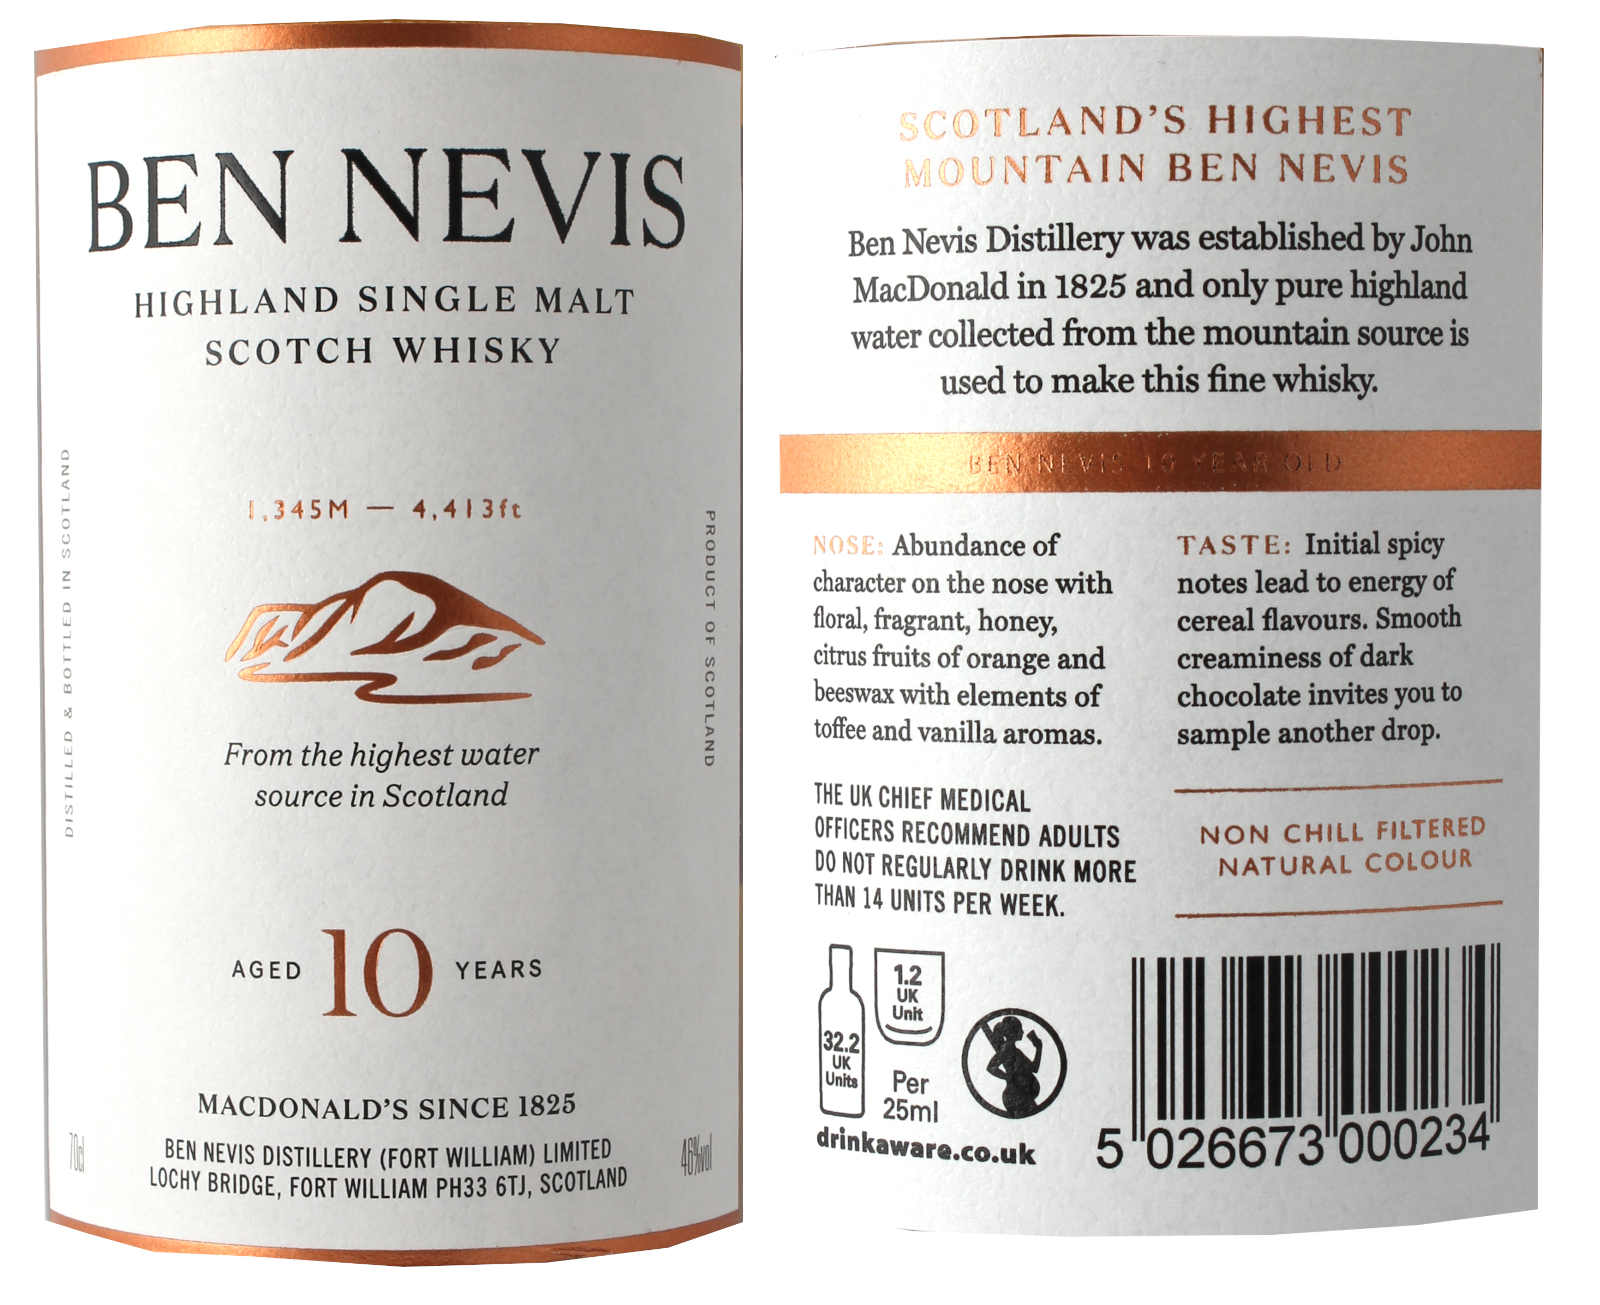 BEN NEVIS
HIGHLAND SINGLE MALT
SCOTCH WHISKY
1,345M — 4,413ft
From the highest water
source in Scotland
AGED 10 YEARS
MACDONALD'S SINCE 1825
BEN NEVIS DISTILLERY (FORT WILLIAM) LIMITED
LOCHY BRIDGE, FORT WILLIAM PH33 6TJ, SCOTLAND
70cl
46%vol
DISTILLED & BOTTLED IN SCOTLAND
PRODUCT OF SCOTLAND
SCOTLAND'S HIGHEST
MOUNTAIN BEN NEVIS
Ben Nevis Distillery was established by John
MacDonald in 1825 and only pure highland
water collected from the mountain source is
used to make this fine whisky.
BEN NEVIS 10 YEAR OLD
NOSE: Abundance of
character on the nose with
floral, fragrant, honey,
citrus fruits of orange and
beeswax with elements of
toffee and vanilla aromas.
TASTE: Initial spicy
notes lead to energy of
cereal flavours. Smooth
creaminess of dark
chocolate invites you to
sample another drop.
THE UK CHIEF MEDICAL
OFFICERS RECOMMEND ADULTS
DO NOT REGULARLY DRINK MORE
THAN 14 UNITS PER WEEK.
NON CHILL FILTERED
NATURAL COLOUR
32.2
UK
Units
1.2
UK
Unit
Per
25ml
drinkaware.co.uk
5 026673 000234